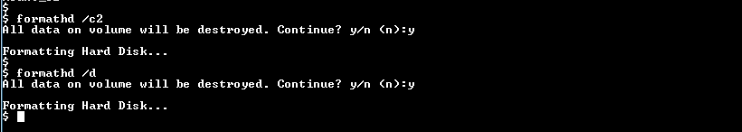 $
$ formathd /c2
All data on volume will be destroyed. Continue? y/n (n):y
Formatting Hard Disk...
$
$ formathd /d
All data on volume will be destroyed. Continue? y/n (n):y
Formatting Hard Disk...
$